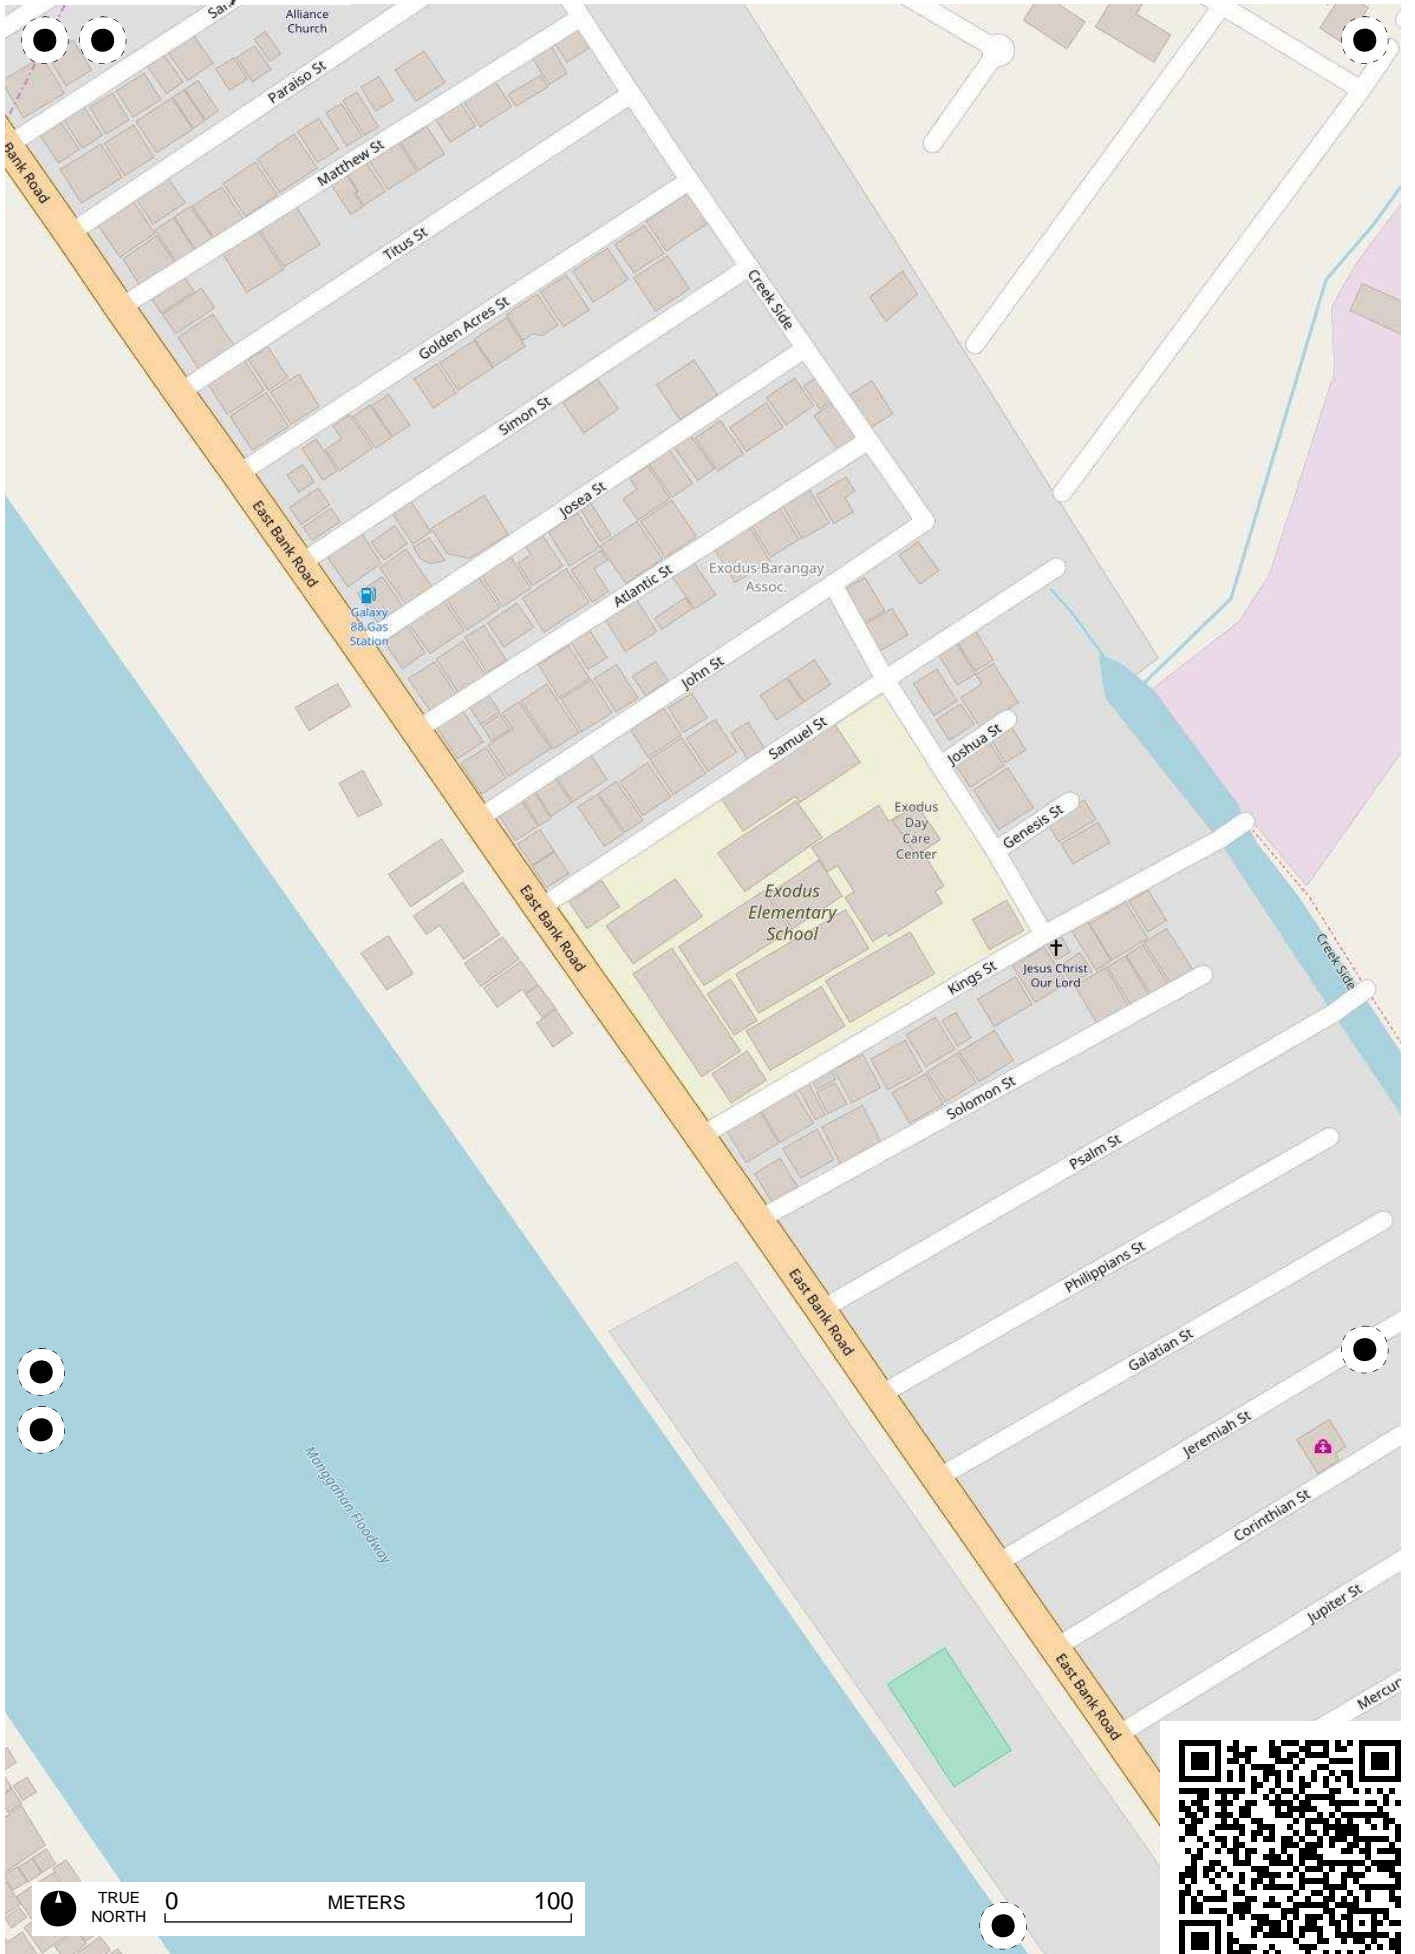 Alliance
Church
Paraiso St
Bank Road
Matthew St
Titus St
Creek Side
Golden Acres St
Simon St
Josea St
East Bank Road
Atlantic St
Exodus Barangay
Assoc.
Galaxy
88 Gas
Station
John St
Samuel St
Joshua St
Exodus
Day
Care
Center
Genesis St
Exodus
Elementary
School
East Bank Road
Kings St
Jesus Christ
Our Lord
Creek Side
Solomon St
Psalm St
Philippians St
East Bank Road
Galatian St
Jeremiah St
Manggahan Floodway
Corinthian St
Jupiter St
East Bank Road
TRUE
NORTH
0 METERS 100